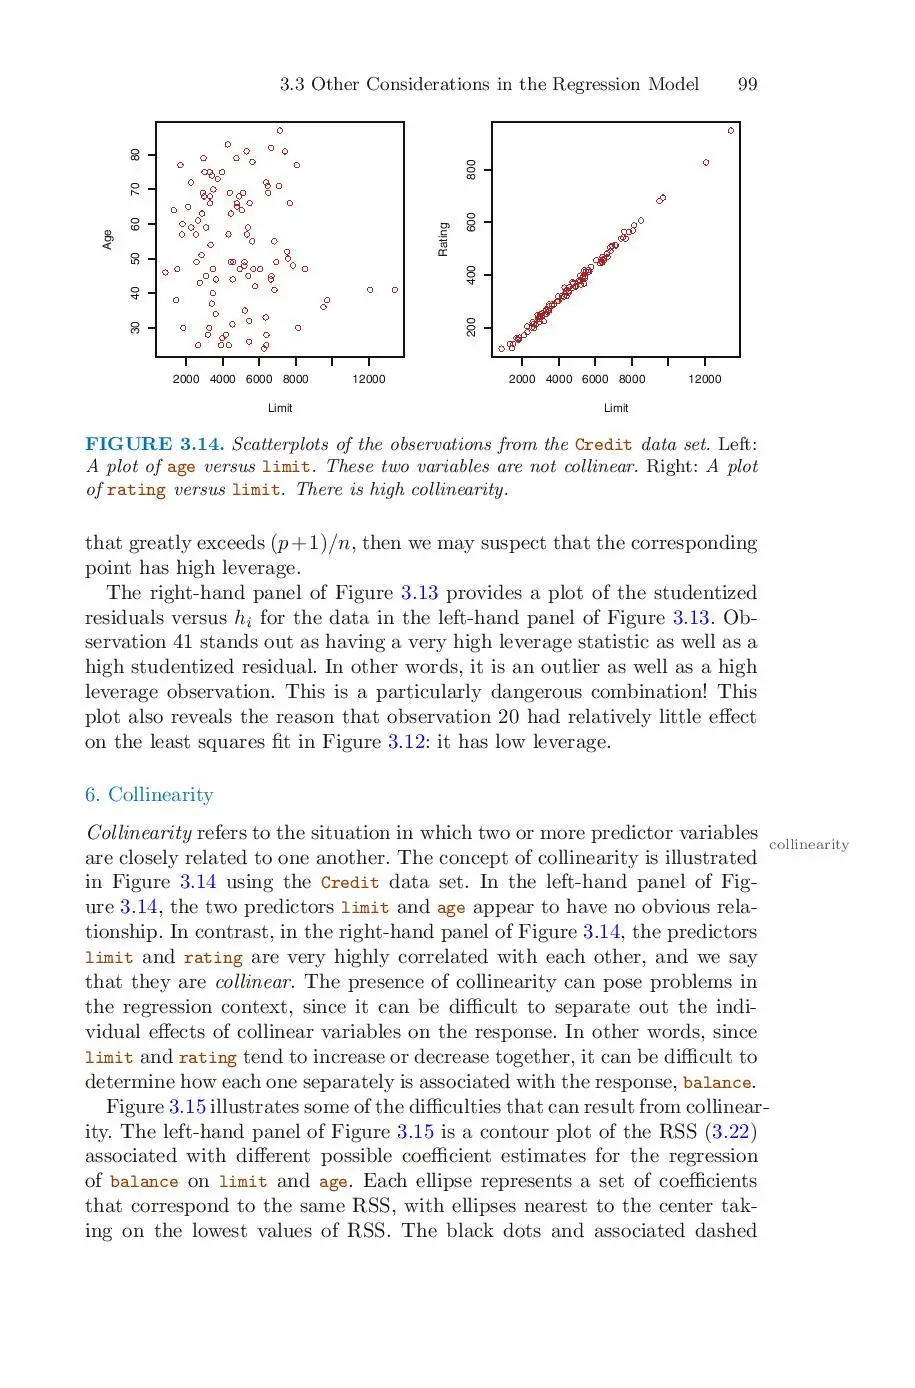 3.3 Other Considerations in the Regression Model 99
Age
30 40 50 60 70 80
2000 4000 6000 8000 12000
Limit
Rating
200 400 600 800
2000 4000 6000 8000 12000
Limit
FIGURE 3.14. Scatterplots of the observations from the Credit data set. Left:
A plot of age versus limit. These two variables are not collinear. Right: A plot
of rating versus limit. There is high collinearity.
that greatly exceeds (p+1)/n, then we may suspect that the corresponding
point has high leverage.
The right-hand panel of Figure 3.13 provides a plot of the studentized
residuals versus hᵢ for the data in the left-hand panel of Figure 3.13. Ob-
servation 41 stands out as having a very high leverage statistic as well as a
high studentized residual. In other words, it is an outlier as well as a high
leverage observation. This is a particularly dangerous combination! This
plot also reveals the reason that observation 20 had relatively little effect
on the least squares fit in Figure 3.12: it has low leverage.
6. Collinearity
Collinearity refers to the situation in which two or more predictor variables
collinearity
are closely related to one another. The concept of collinearity is illustrated
in Figure 3.14 using the Credit data set. In the left-hand panel of Fig-
ure 3.14, the two predictors limit and age appear to have no obvious rela-
tionship. In contrast, in the right-hand panel of Figure 3.14, the predictors
limit and rating are very highly correlated with each other, and we say
that they are collinear. The presence of collinearity can pose problems in
the regression context, since it can be difficult to separate out the indi-
vidual effects of collinear variables on the response. In other words, since
limit and rating tend to increase or decrease together, it can be difficult to
determine how each one separately is associated with the response, balance.
Figure 3.15 illustrates some of the difficulties that can result from collinear-
ity. The left-hand panel of Figure 3.15 is a contour plot of the RSS (3.22)
associated with different possible coefficient estimates for the regression
of balance on limit and age. Each ellipse represents a set of coefficients
that correspond to the same RSS, with ellipses nearest to the center tak-
ing on the lowest values of RSS. The black dots and associated dashed